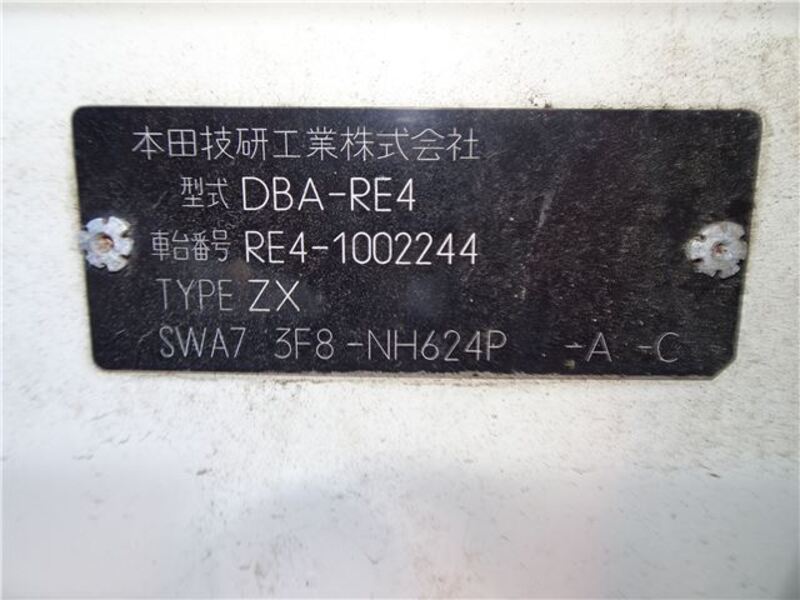 本田技研工業株式会社
型式 DBA-RE4
車台番号 RE4-1002244
TYPE ZX
SWA7 3F8-NH624P -A -C